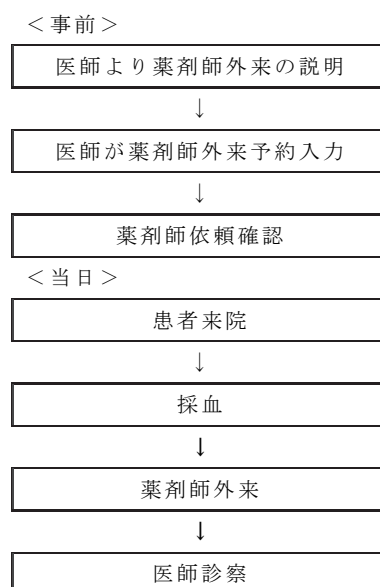 ＜事前＞
医師より薬剤師外来の説明
↓
医師が薬剤師外来予約入力
↓
薬剤師依頼確認
＜当日＞
患者来院
↓
採血
↓
薬剤師外来
↓
医師診察